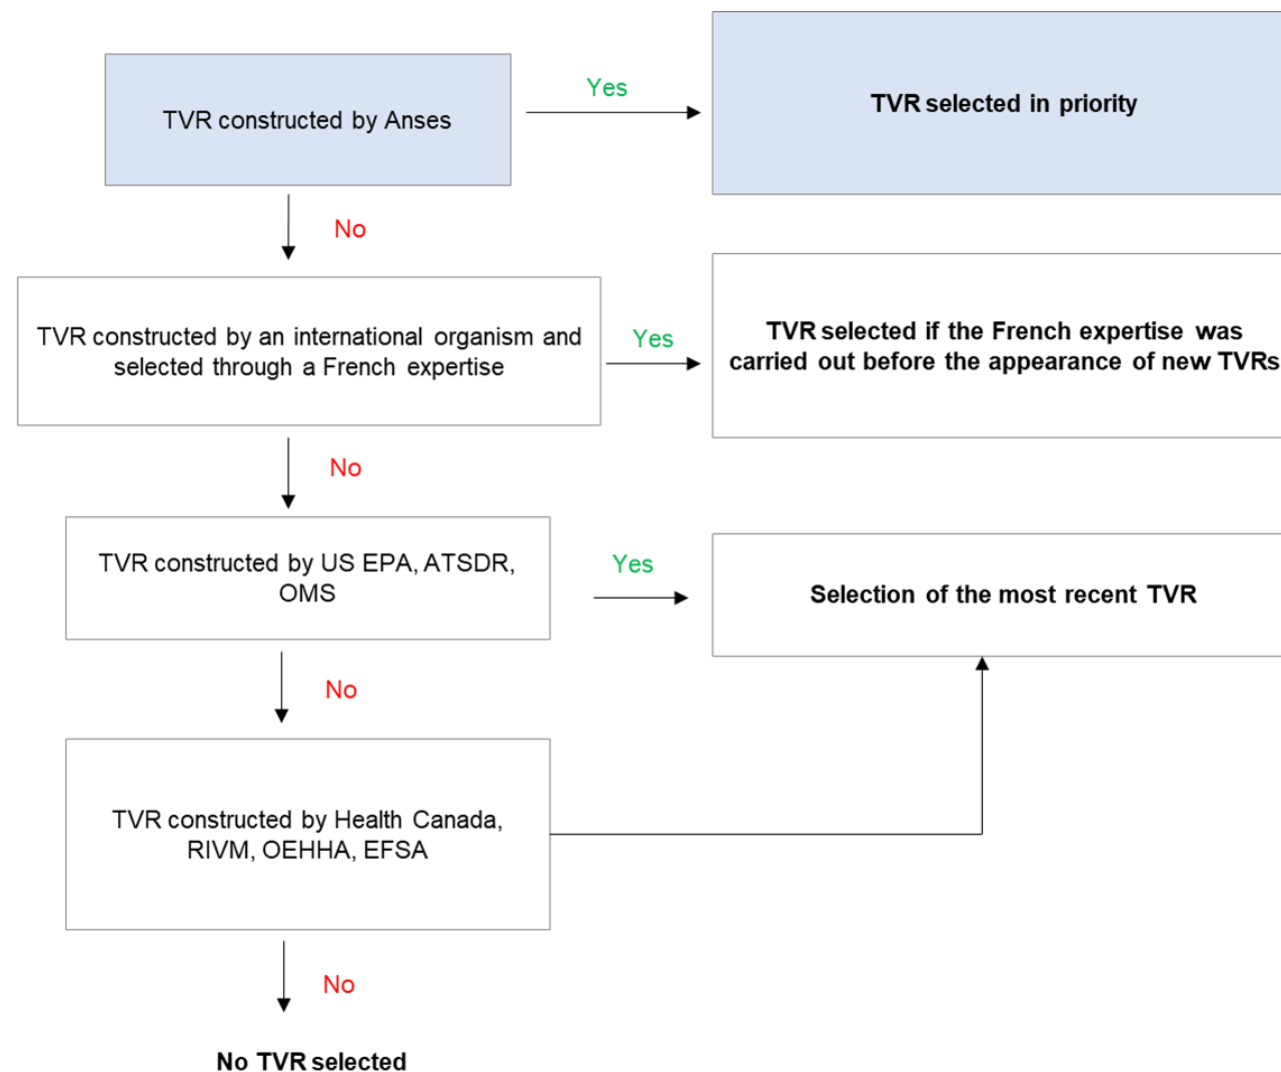 TVR constructed by Anses
Yes
TVR selected in priority
No
TVR constructed by an international organism and
selected through a French expertise
Yes
TVR selected if the French expertise was
carried out before the appearance of new TVRs
No
TVR constructed by US EPA, ATSDR,
OMS
Yes
Selection of the most recent TVR
No
TVR constructed by Health Canada,
RIVM, OEHHA, EFSA
No
No TVR selected